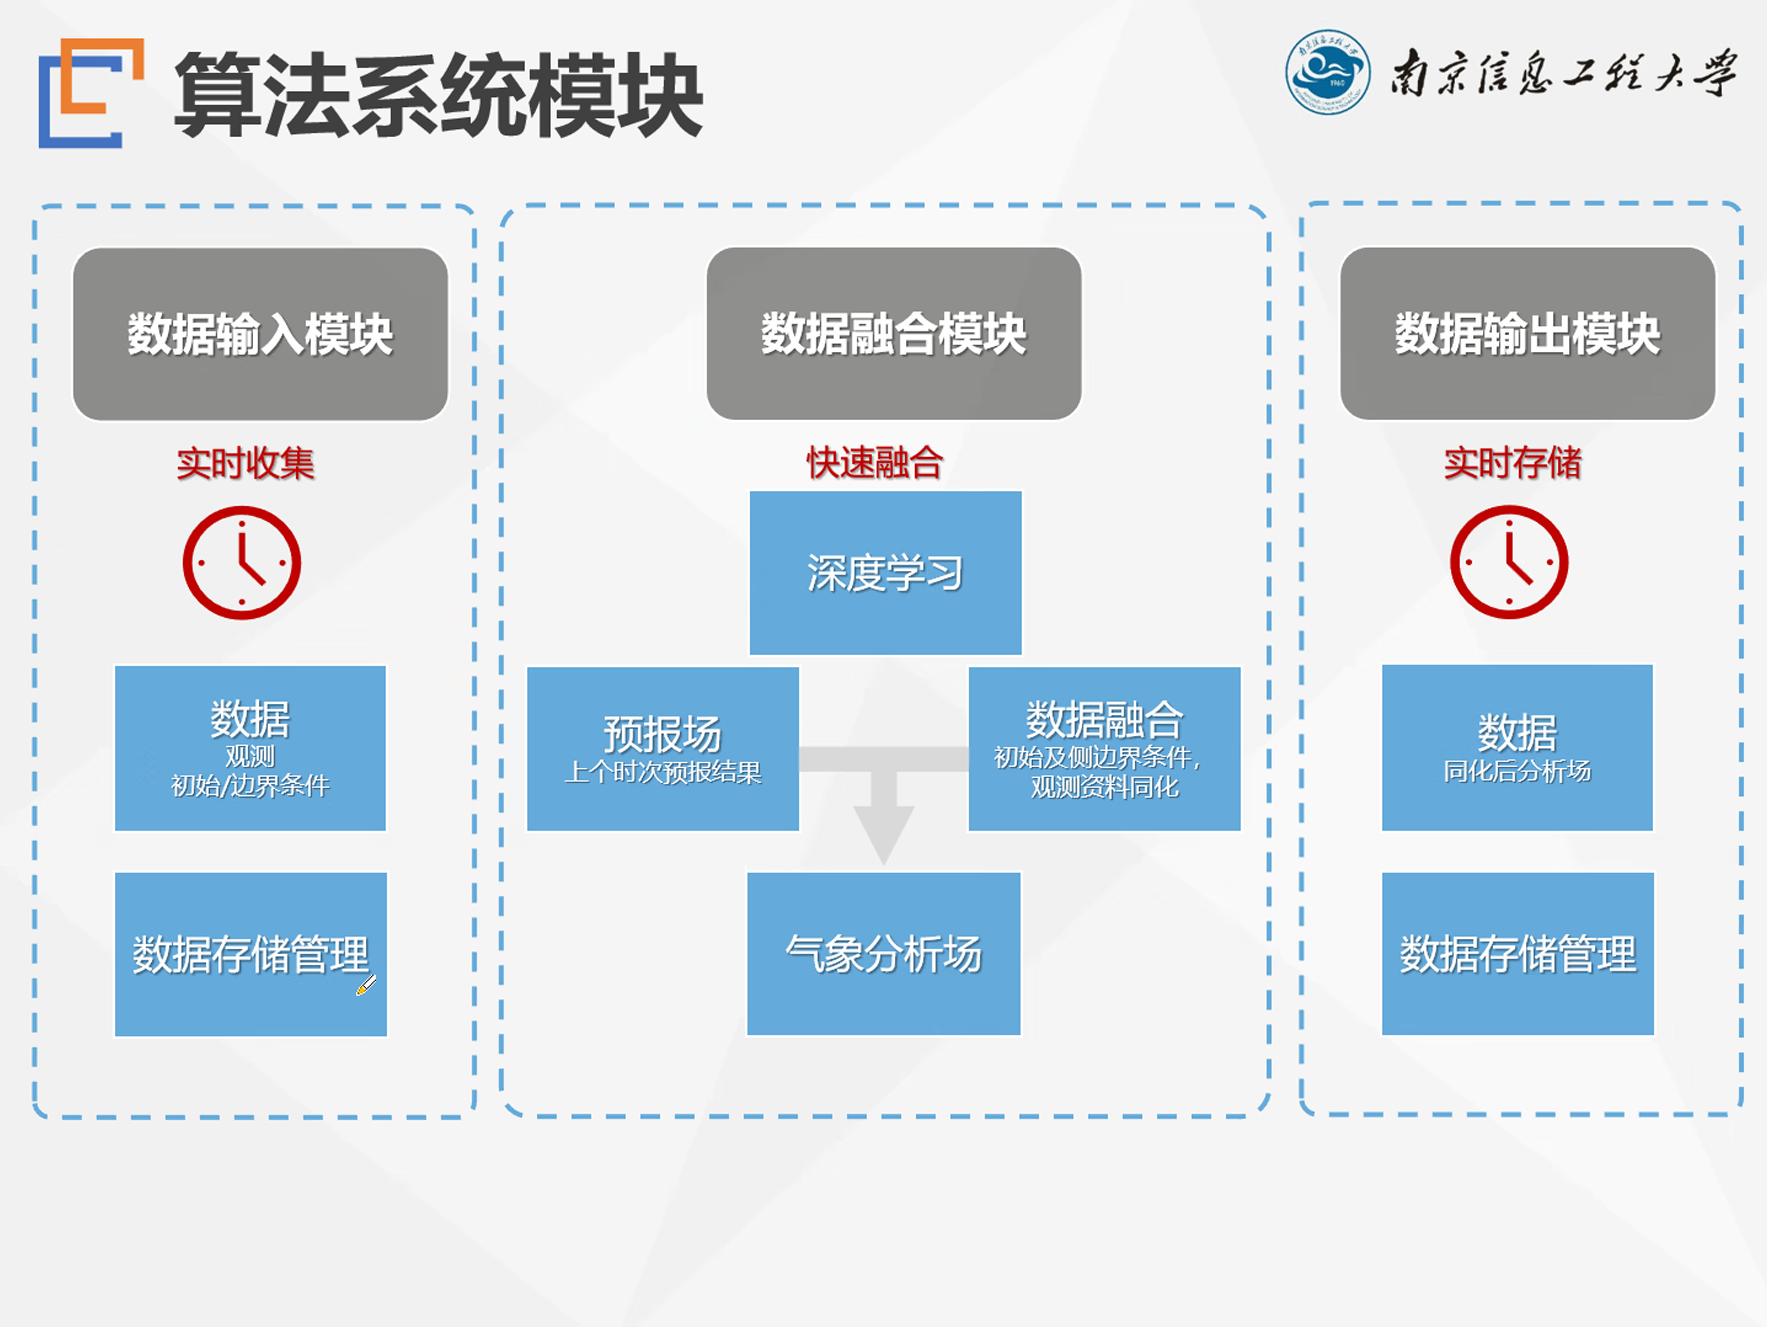 算法系统模块
南京信息工程大学
1960
数据输入模块
实时收集
数据
观测
初始/边界条件
数据存储管理
数据融合模块
快速融合
深度学习
预报场
上个时次预报结果
数据融合
初始及侧边界条件，
观测资料同化
气象分析场
数据输出模块
实时存储
数据
同化后分析场
数据存储管理